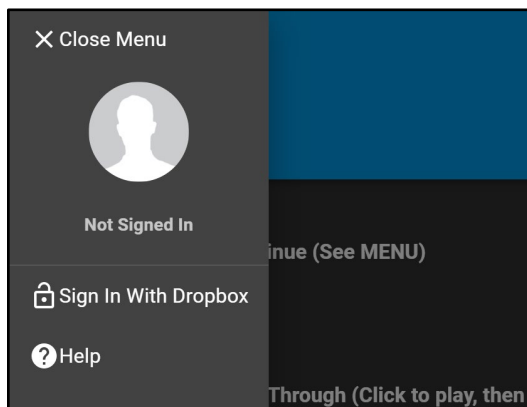 Close Menu
Not Signed In
inue (See MENU)
Sign In With Dropbox
Help
Through (Click to play, then